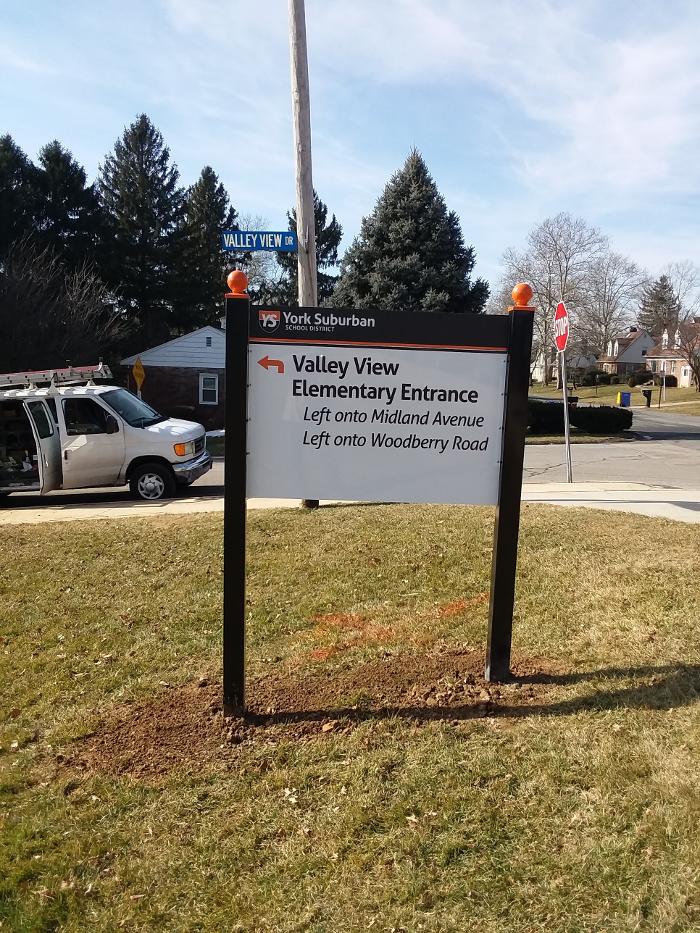 VALLEY VIEW DR
YS York Suburban
SCHOOL DISTRICT
STOP
Valley View
Elementary Entrance
Left onto Midland Avenue
Left onto Woodberry Road